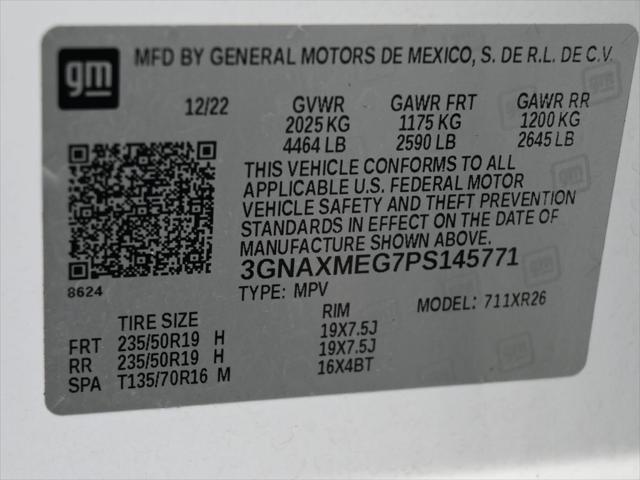 gm
MFD BY GENERAL MOTORS DE MEXICO, S. DE R.L. DE C.V.
12/22 GVWR GAWR FRT GAWR RR
2025 KG 1175 KG 1200 KG
4464 LB 2590 LB 2645 LB
THIS VEHICLE CONFORMS TO ALL
APPLICABLE U.S. FEDERAL MOTOR
VEHICLE SAFETY AND THEFT PREVENTION
STANDARDS IN EFFECT ON THE DATE OF
MANUFACTURE SHOWN ABOVE.
3GNAXMEG7PS145771
8624
TYPE: MPV MODEL: 711XR26
TIRE SIZE RIM
FRT 235/50R19 H 19X7.5J
RR 235/50R19 H 19X7.5J
SPA T135/70R16 M 16X4BT